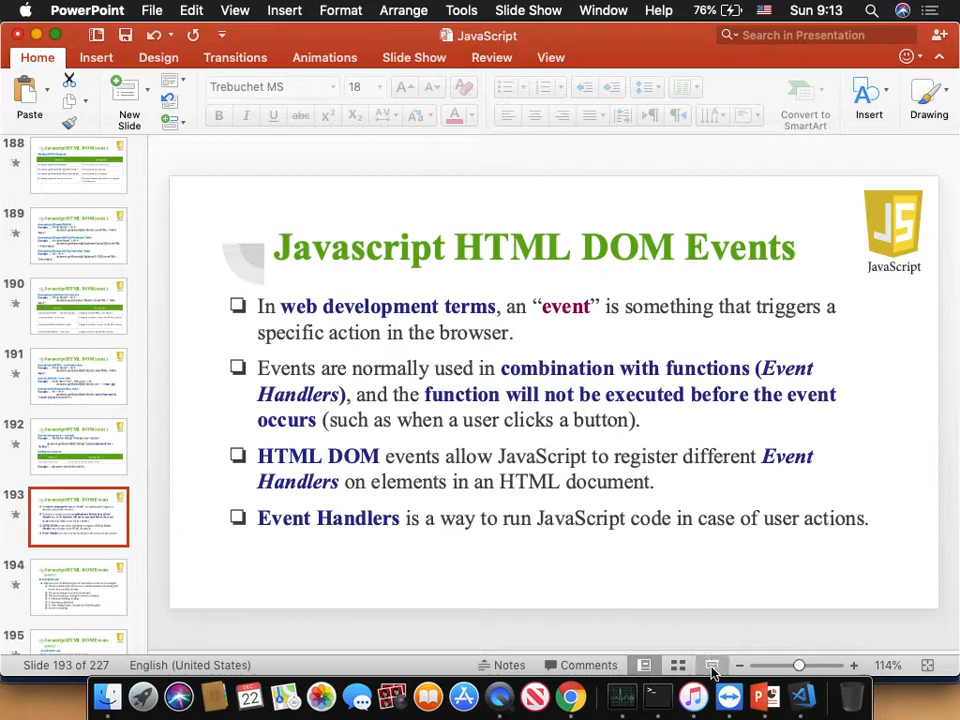 PowerPoint File Edit View Insert Format Arrange Tools Slide Show Window Help 76% Sun 9:13
JavaScript
Search in Presentation
Home Insert Design Transitions Animations Slide Show Review View
Paste
New
Slide
Trebuchet MS 18
B I U abc X² X₂ AV Aa A
Convert to
SmartArt
Insert
Drawing
188
189
190
191
192
193
194
195
JS
JavaScript
Javascript HTML DOM Events
In web development terms, an “event” is something that triggers a
specific action in the browser.
Events are normally used in combination with functions (Event
Handlers), and the function will not be executed before the event
occurs (such as when a user clicks a button).
HTML DOM events allow JavaScript to register different Event
Handlers on elements in an HTML document.
Event Handlers is a way to run JavaScript code in case of user actions.
Slide 193 of 227 English (United States) Notes Comments 114%
DEC
22